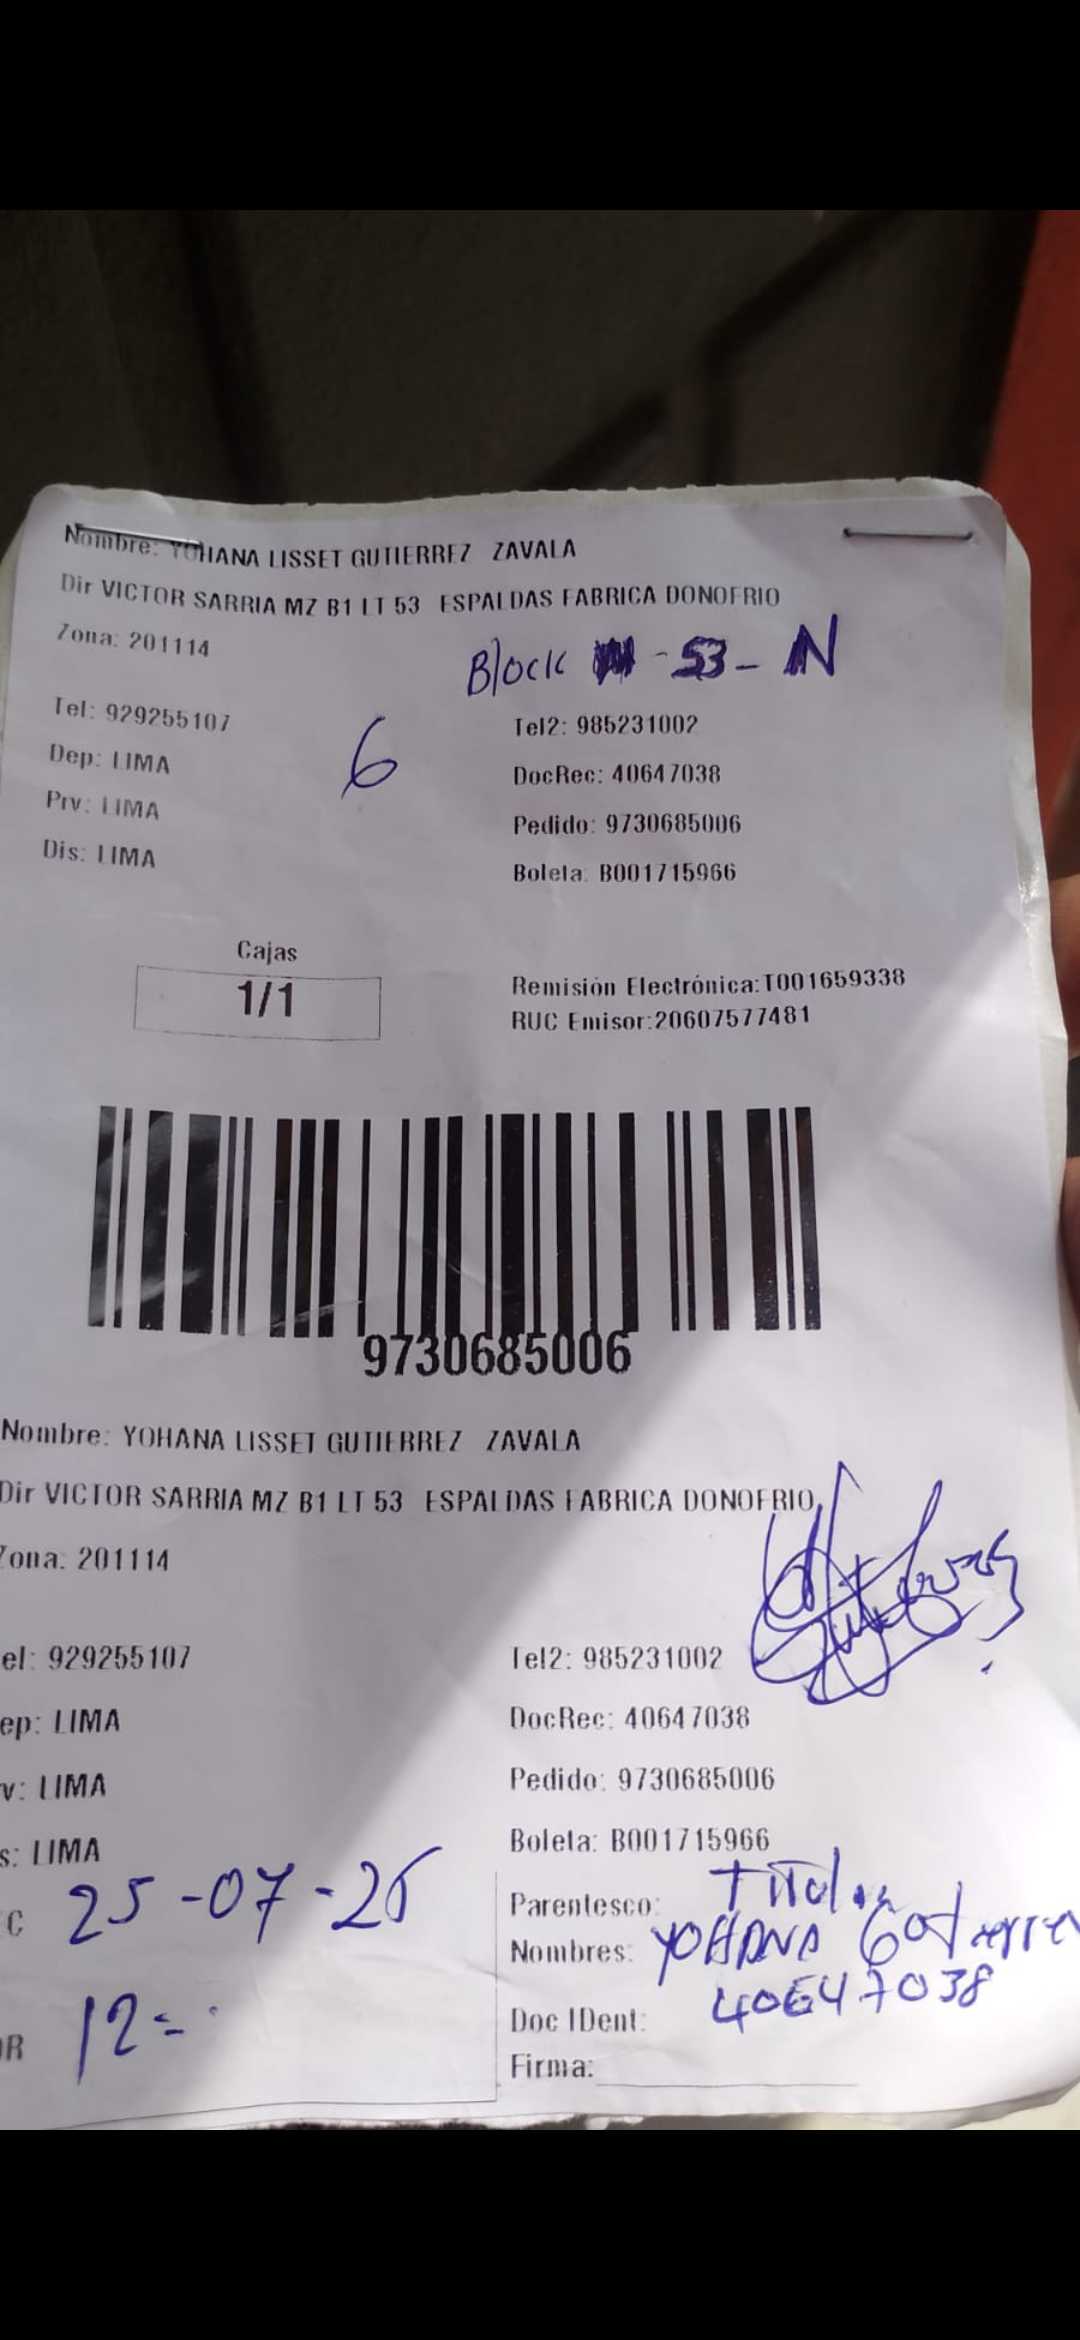 Nombre: YOHANA LISSET GUTIERREZ ZAVALA
Dir VICTOR SARRIA MZ B1 LT 53 ESPALDAS FABRICA DONOFRIO
Zona: 201114
Block - 53 - N
Tel: 929255107
Tel2: 985231002
6
Dep: LIMA
DocRec: 40647038
Prv: LIMA
Pedido: 9730685006
Dis: LIMA
Boleta: B001715966
Cajas
1/1
Remisión Electrónica:T001659338
RUC Emisor:20607577481
9730685006
Nombre: YOHANA LISSET GUTIERREZ ZAVALA
Dir VICTOR SARRIA MZ B1 LT 53 ESPALDAS FABRICA DONOFRIO
Zona: 201114
el: 929255107
Tel2: 985231002
ep: LIMA
DocRec: 40647038
v: LIMA
Pedido: 9730685006
s: LIMA
Boleta: B001715966
C 25-07-26
Parentesco:
Nombres: YOHANA
R 12=
Doc IDent: 40647038
Firma: